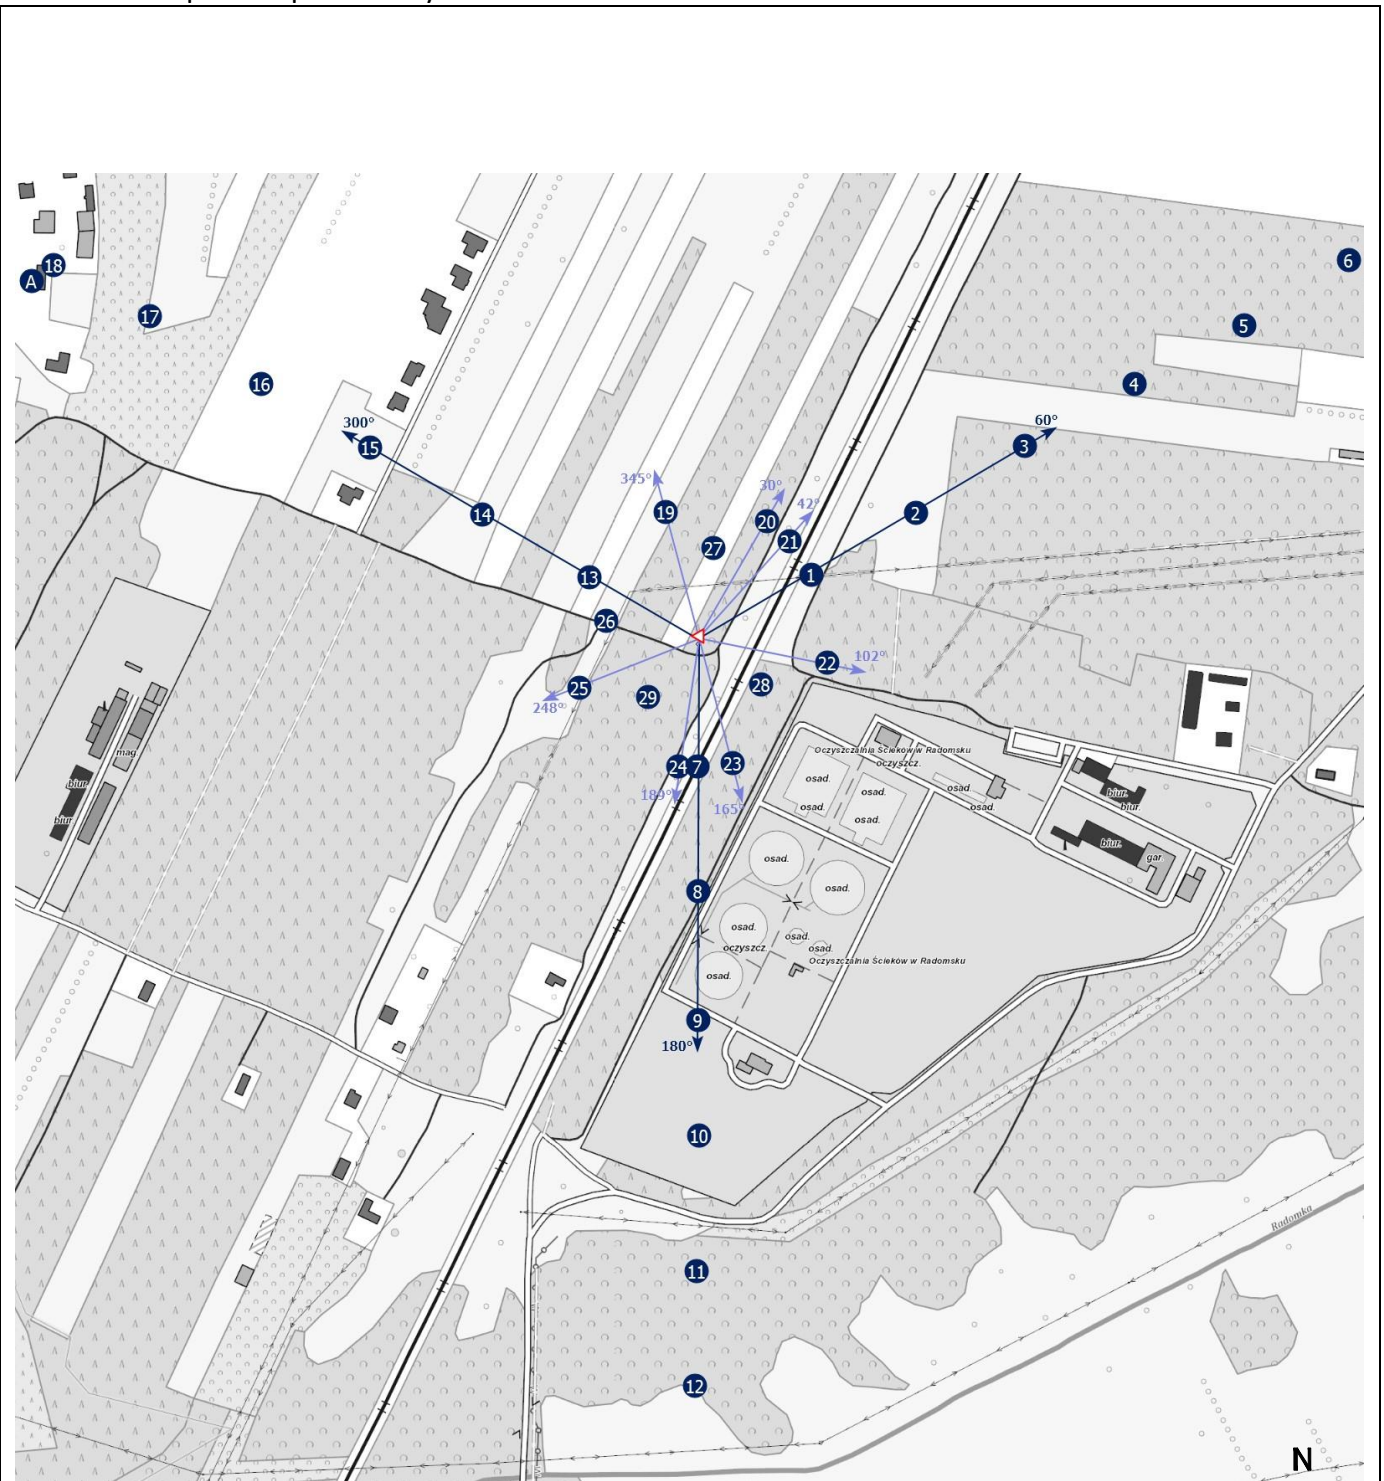 6
18
A
17
5
16
4
300°
60°
15
3
345°
30°
42°
14
19
20
21
2
27
13
1
26
102°
22
25
28
29
248°
Oczyszczalnia Ścieków w Radomsku
oczyszcz.
mag.
24
7
23
osad.
biur.
osad.
osad.
biur.
189°
165°
osad.
osad.
biur.
biur.
osad.
biur.
gar.
osad.
osad.
8
osad.
osad.
oczyszcz.
osad.
Oczyszczalnia Ścieków w Radomsku
osad.
9
180°
10
Radomka
11
12
N